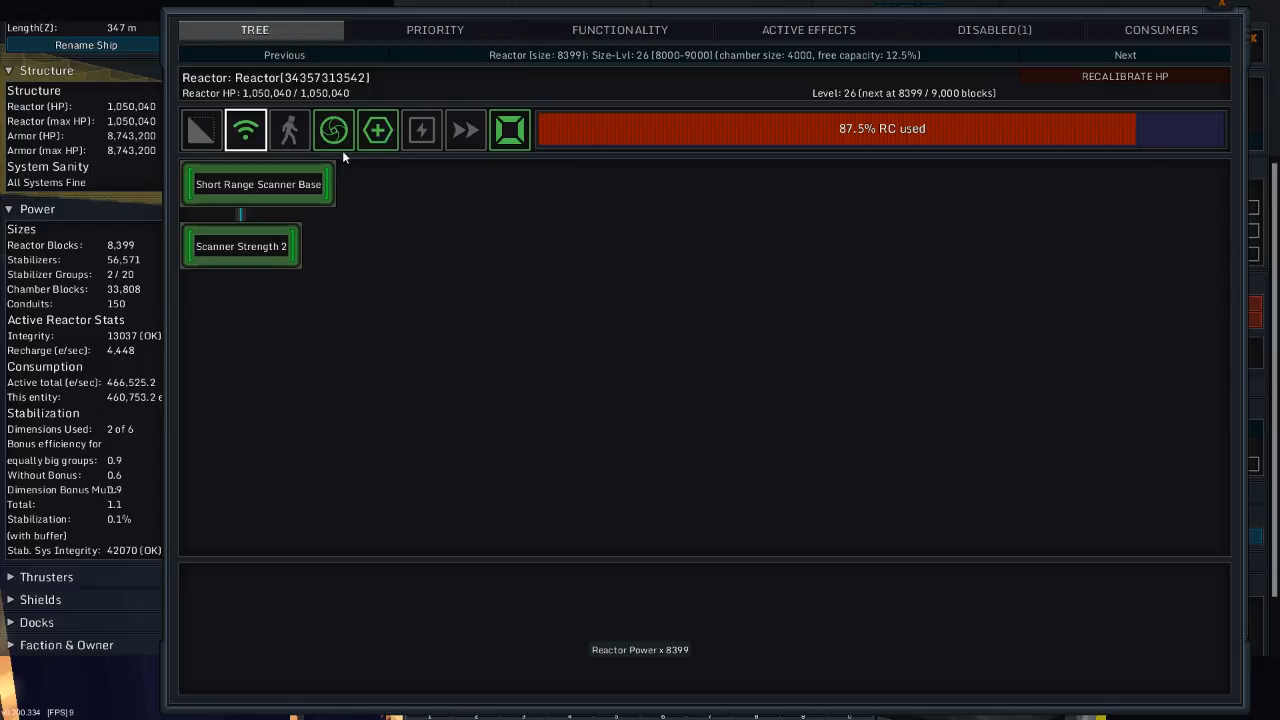 Length(Z): 347 m
Rename Ship
Structure
Structure
Reactor (HP): 1,050,040
Reactor (max HP): 1,050,040
Armor (HP): 8,743,200
Armor (max HP): 8,743,200
System Sanity
All Systems Fine
Power
Sizes
Reactor Blocks: 8,399
Stabilizers: 56,571
Stabilizer Groups: 2 / 20
Chamber Blocks: 33,808
Conduits: 150
Active Reactor Stats
Integrity: 13037 (OK)
Recharge (e/sec): 4,448
Consumption
Active total (e/sec): 466,525.2
This entity: 460,753.2 e
Stabilization
Dimensions Used: 2 of 6
Bonus efficiency for
equally big groups: 0.9
Without Bonus: 0.6
Dimension Bonus Mu 0.9
Total: 1.1
Stabilization: 0.1%
(with buffer)
Stab. Sys Integrity: 42070 (OK)
Thrusters
Shields
Docks
Faction & Owner
v0.200.334 [FPS] 9
TREE PRIORITY FUNCTIONALITY ACTIVE EFFECTS DISABLED(1) CONSUMERS
Previous Reactor [size: 8399]; Size-Lvl: 26 [8000-9000] (chamber size: 4000, free capacity: 12.5%) Next
Reactor: Reactor[34357313542] RECALIBRATE HP
Reactor HP: 1,050,040 / 1,050,040 Level: 26 (next at 8399 / 9,000 blocks)
87.5% RC used
Short Range Scanner Base
Scanner Strength 2
Reactor Power x 8399